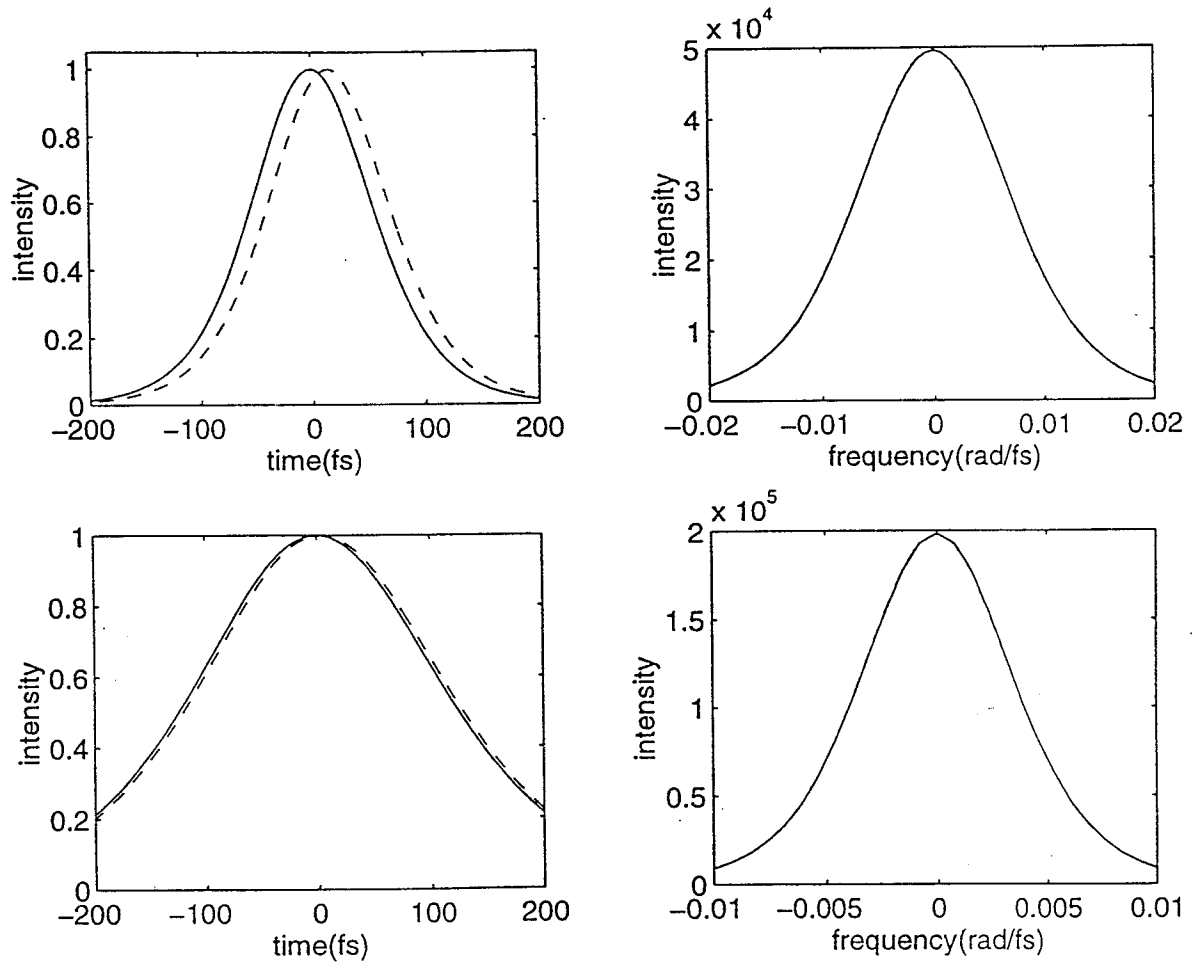 1
0.8
0.6
0.4
0.2
0
intensity
−200 −100 0 100 200
time(fs)
x 10^4
5
4
3
2
1
0
intensity
−0.02 −0.01 0 0.01 0.02
frequency(rad/fs)
1
0.8
0.6
0.4
0.2
0
intensity
−200 −100 0 100 200
time(fs)
x 10^5
2
1.5
1
0.5
0
intensity
−0.01 −0.005 0 0.005 0.01
frequency(rad/fs)